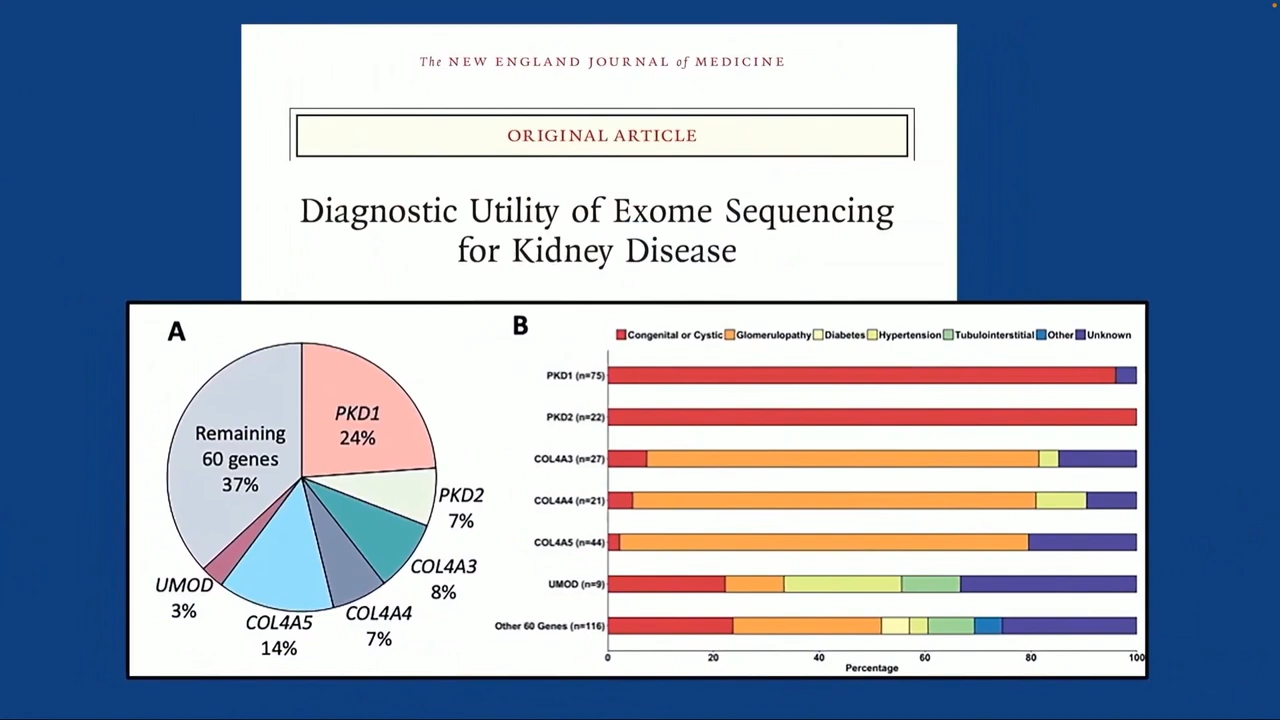 The NEW ENGLAND JOURNAL of MEDICINE
ORIGINAL ARTICLE
Diagnostic Utility of Exome Sequencing
for Kidney Disease
A
PKD1
24%
Remaining
60 genes
37%
PKD2
7%
COL4A3
8%
UMOD
3%
COL4A4
7%
COL4A5
14%
B
Congenital or Cystic Glomerulopathy Diabetes Hypertension Tubulointerstitial Other Unknown
PKD1 (n=75)
PKD2 (n=22)
COL4A3 (n=27)
COL4A4 (n=21)
COL4A5 (n=44)
UMOD (n=9)
Other 60 Genes (n=116)
0 20 40 60 80 100
Percentage